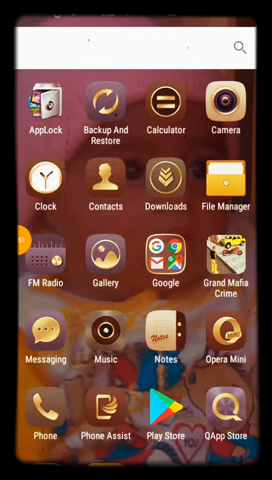 AppLock
Backup And Restore
Calculator
Camera
Clock
Contacts
Downloads
File Manager
FM Radio
Gallery
Google
Grand Mafia Crime
Messaging
Music
Notes
Notes
Opera Mini
Phone
Phone Assist
Play Store
QApp Store